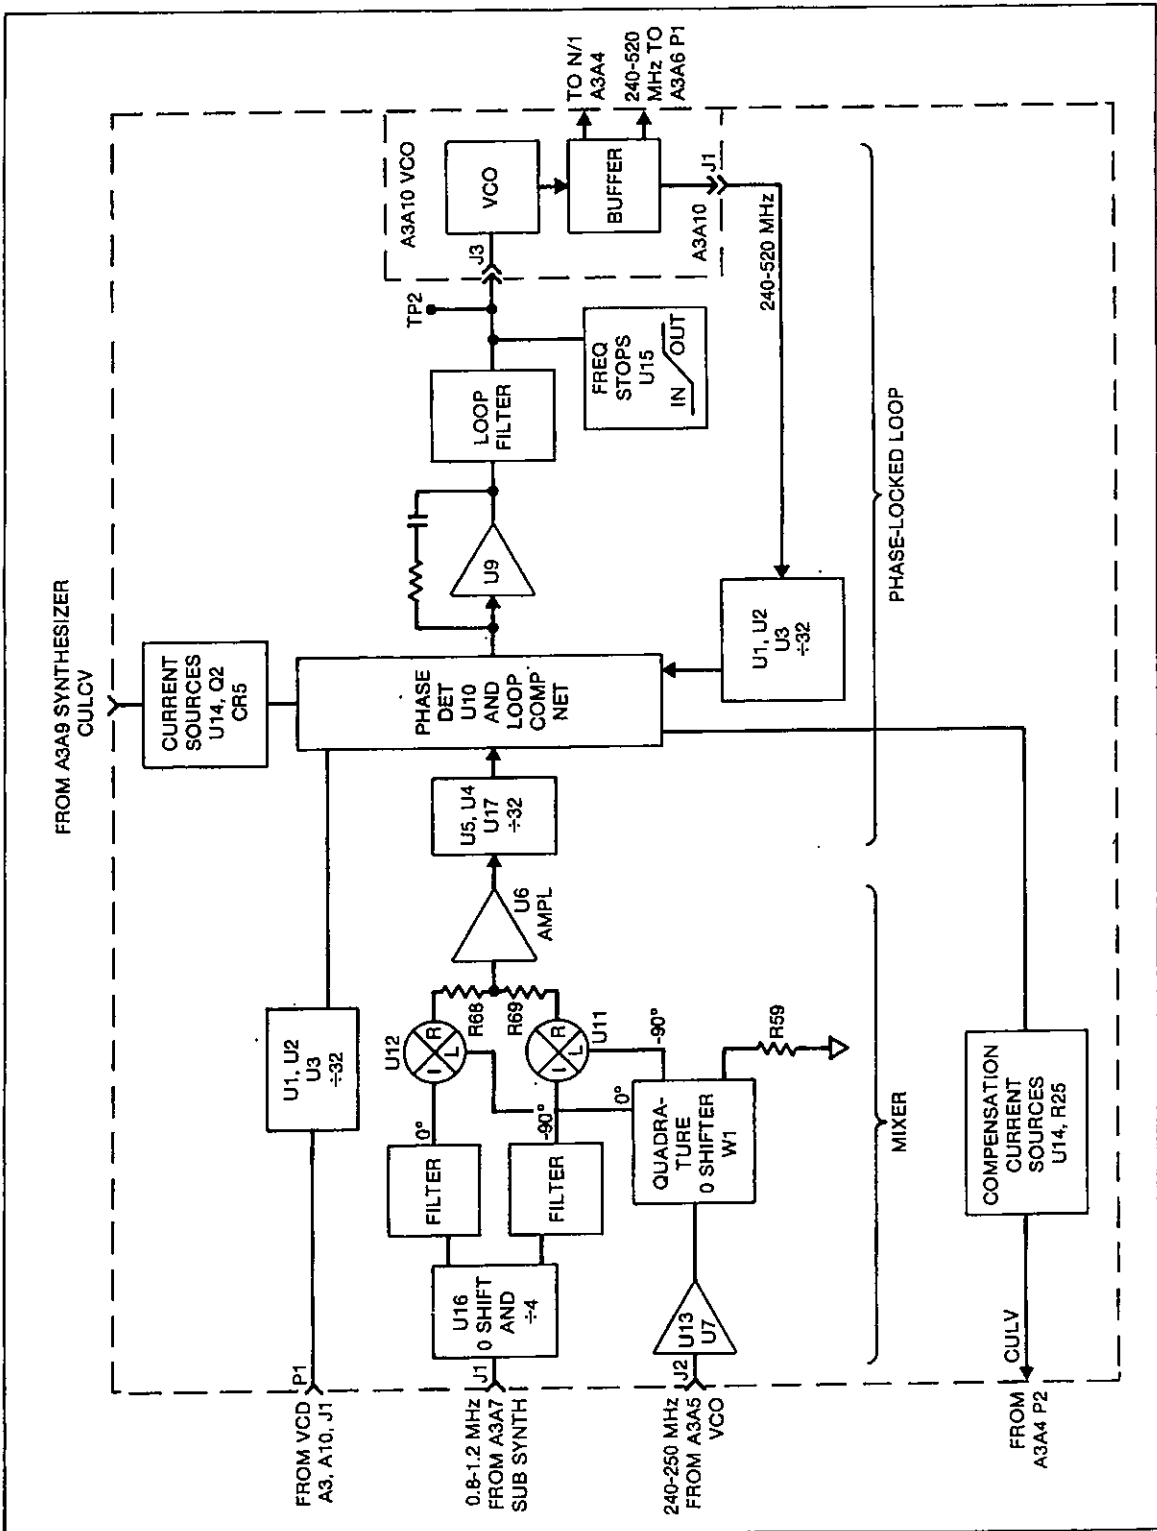 FROM A3A9 SYNTHESIZER
CULCV
FROM VCD
A3, A10, J1
P1
U1, U2
U3
÷32
CURRENT
SOURCES
U14, Q2
CR5
0.8-1.2 MHz
FROM A3A7
SUB SYNTH
J1
U16
0 SHIFT
AND
÷4
FILTER
0°
FILTER
-90°
U12
I
R
L
R68
R69
I
R
L
U11
U6
AMPL
U5, U4
U17
÷32
PHASE
DET
U10
AND
LOOP
COMP
NET
U9
LOOP
FILTER
TP2
FREQ
STOPS
U15
IN
OUT
A3A10 VCO
J3
VCO
BUFFER
TO N/1
A3A4
240-520
MHz TO
A3A6 P1
A3A10
J1
240-520 MHz
U1, U2
U3
÷32
240-250 MHz
FROM A3A5
VCO
J2
U13
U7
QUADRA-
TURE
0 SHIFTER
W1
0°
-90°
R59
MIXER
PHASE-LOCKED LOOP
COMPENSATION
CURRENT
SOURCES
U14, R25
CULV
FROM
A3A4 P2